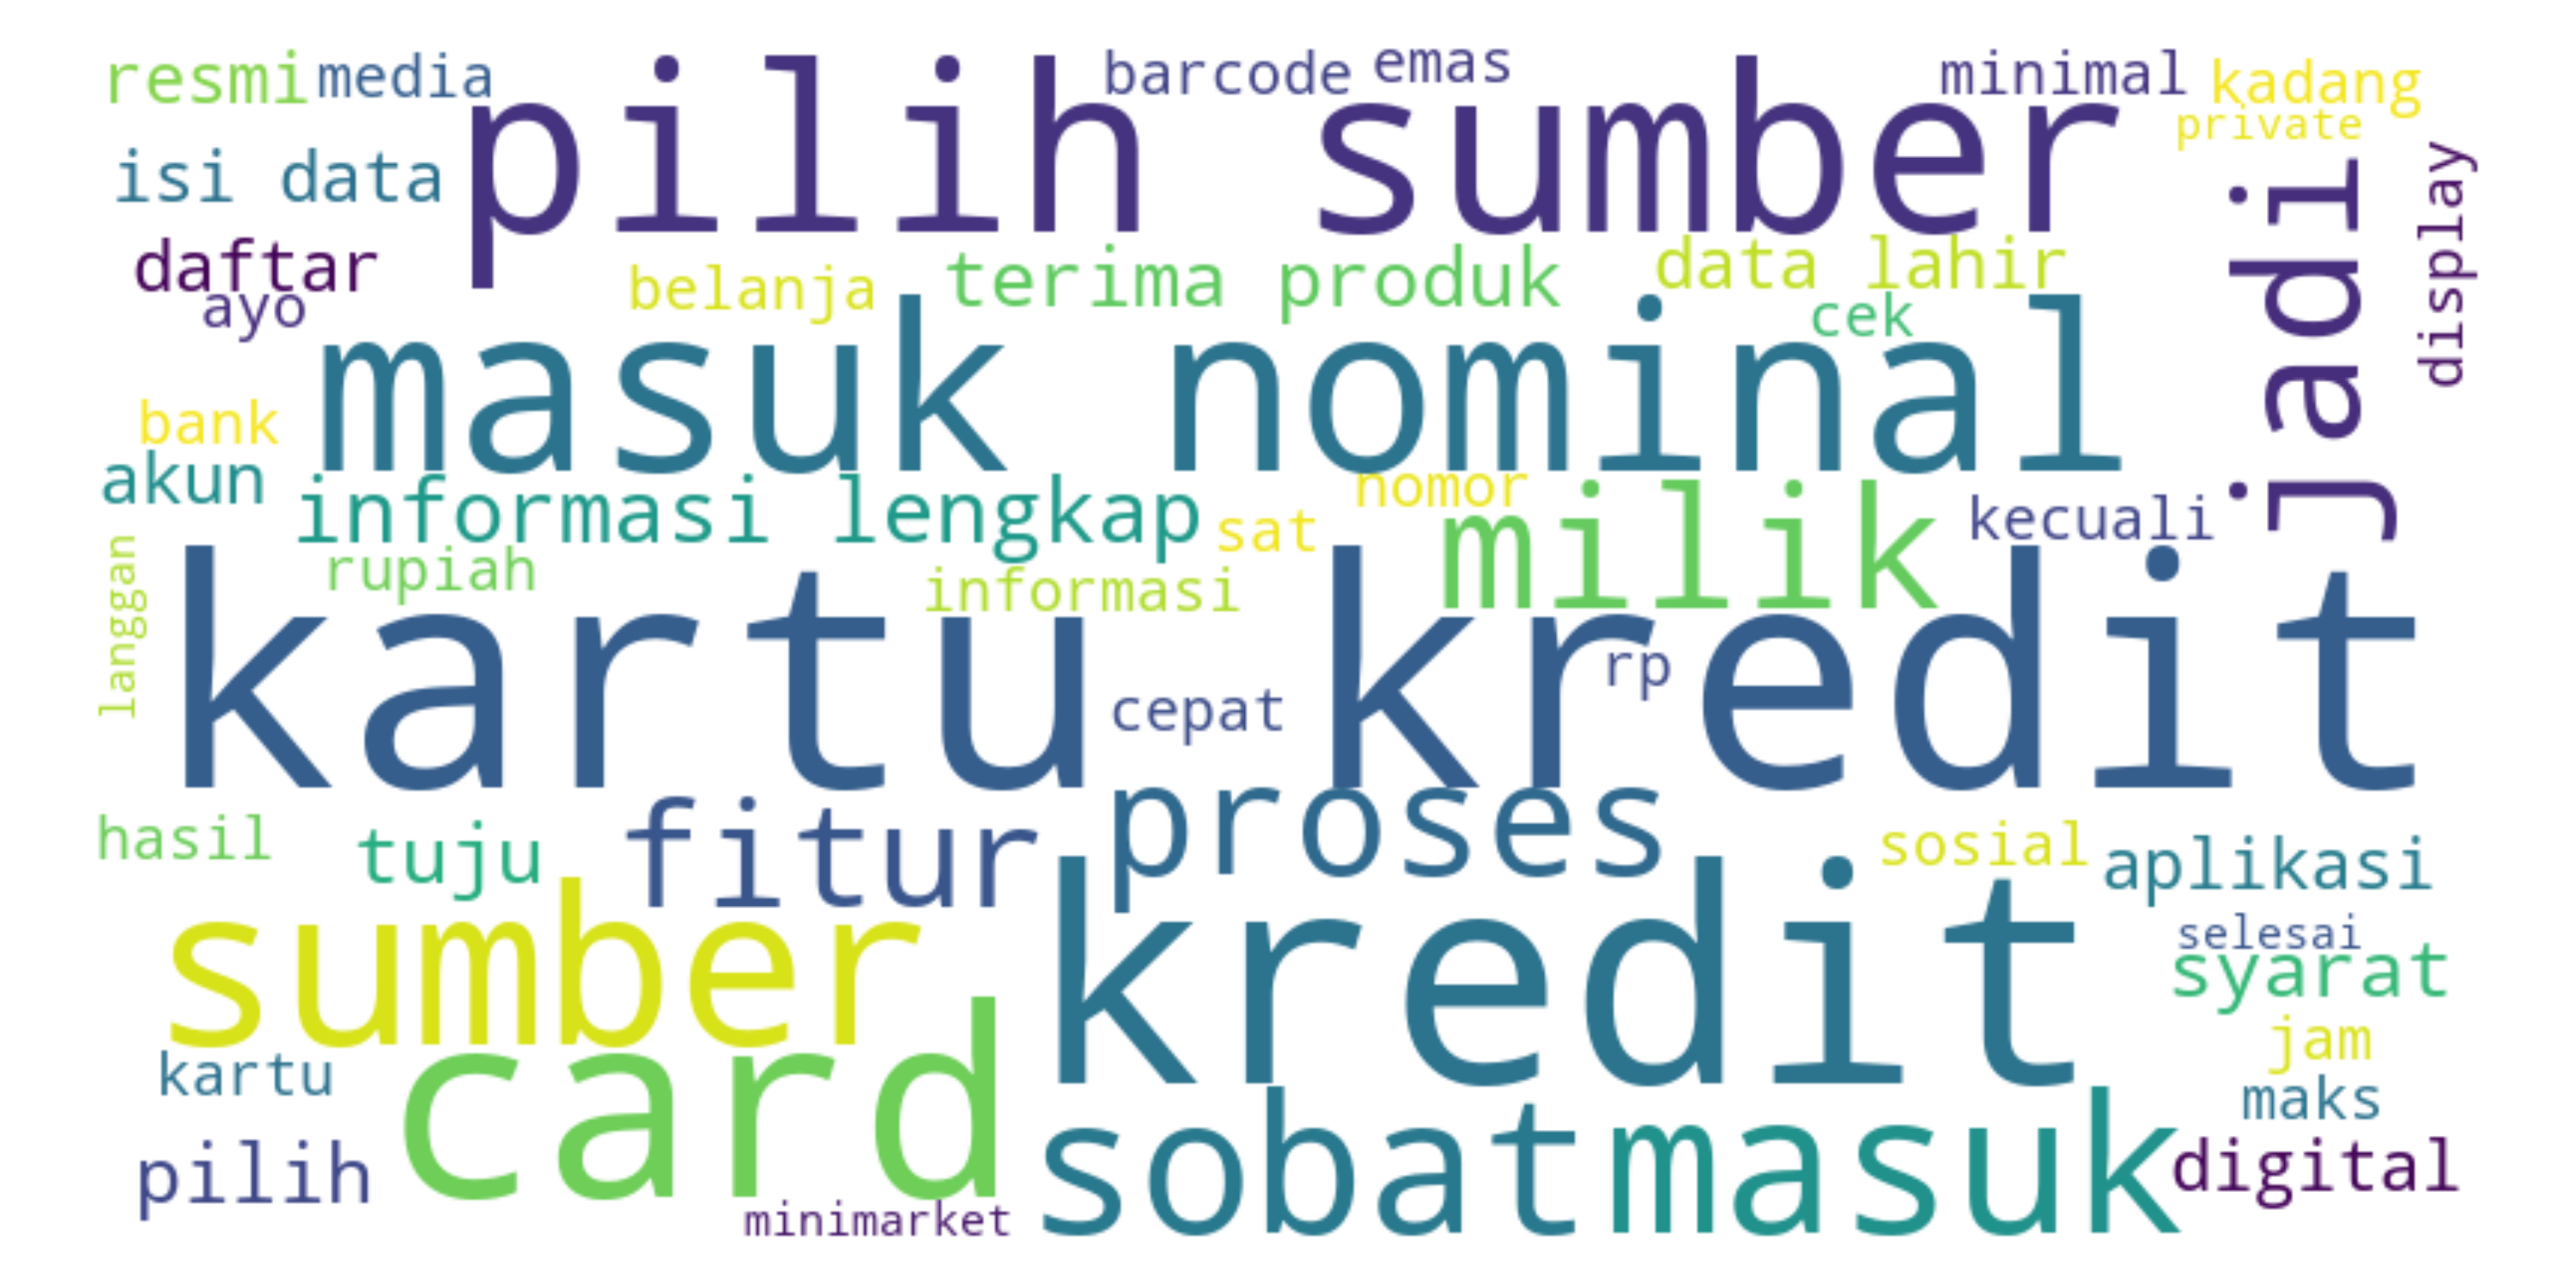 resmi media barcode emas minimal kadang
private
pilih sumber
isi data
jadi
display
daftar
belanja terima produk data lahir
ayo
cek
masuk nominal
bank
akun
informasi lengkap
nomor
sat
milik
kecuali
langgan
rupiah
informasi
kartu kredit
rp
cepat
proses
hasil
tuju
fitur
sosial
aplikasi
sumber
kredit
selesai
syarat
jam
kartu
card
maks
sobat
masuk
digital
pilih
minimarket